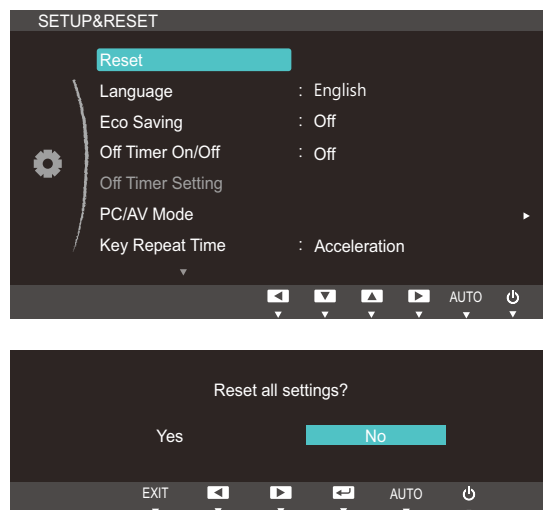 SETUP&RESET
Reset
Language : English
Eco Saving : Off
Off Timer On/Off : Off
Off Timer Setting
PC/AV Mode
Key Repeat Time : Acceleration
AUTO
Reset all settings?
Yes No
EXIT AUTO